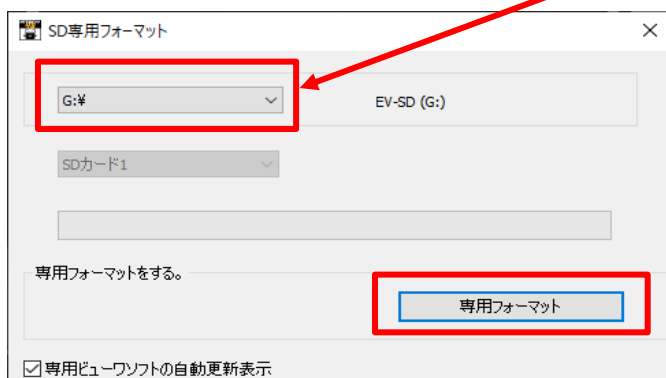 SD専用フォーマット
G:¥
EV-SD (G:)
SDカード1
専用フォーマットをする。
専用フォーマット
専用ビューワソフトの自動更新表示